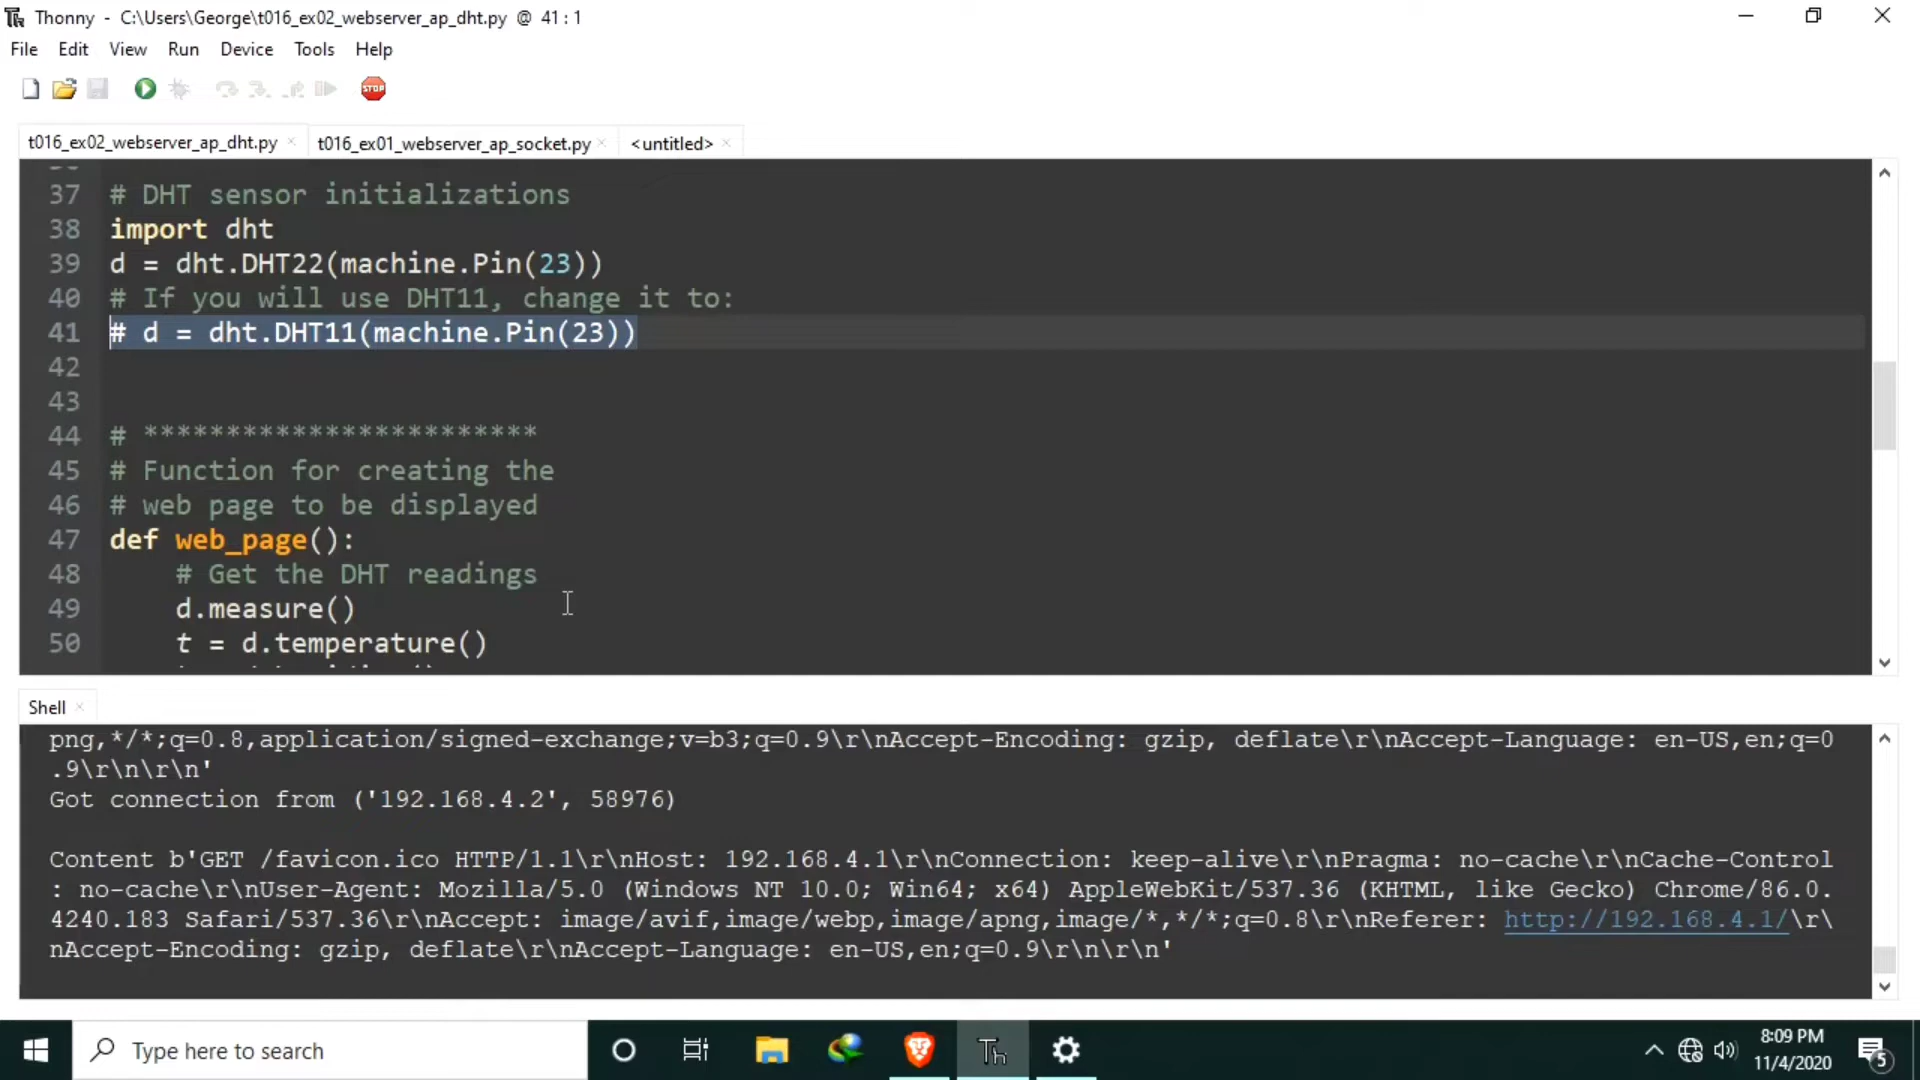 Thonny - C:\Users\George\t016_ex02_webserver_ap_dht.py @ 41 : 1
File Edit View Run Device Tools Help
STOP
t016_ex02_webserver_ap_dht.py × t016_ex01_webserver_ap_socket.py × <untitled> ×
37 # DHT sensor initializations
38 import dht
39 d = dht.DHT22(machine.Pin(23))
40 # If you will use DHT11, change it to:
41 # d = dht.DHT11(machine.Pin(23))
42
43
44 # ************************
45 # Function for creating the
46 # web page to be displayed
47 def web_page():
48 # Get the DHT readings
49 d.measure()
50 t = d.temperature()
Shell ×
png,*/*;q=0.8,application/signed-exchange;v=b3;q=0.9\r\nAccept-Encoding: gzip, deflate\r\nAccept-Language: en-US,en;q=0
.9\r\n\r\n'
Got connection from ('192.168.4.2', 58976)
Content b'GET /favicon.ico HTTP/1.1\r\nHost: 192.168.4.1\r\nConnection: keep-alive\r\nPragma: no-cache\r\nCache-Control
: no-cache\r\nUser-Agent: Mozilla/5.0 (Windows NT 10.0; Win64; x64) AppleWebKit/537.36 (KHTML, like Gecko) Chrome/86.0.
4240.183 Safari/537.36\r\nAccept: image/avif,image/webp,image/apng,image/*,*/*;q=0.8\r\nReferer: http://192.168.4.1/\r\
nAccept-Encoding: gzip, deflate\r\nAccept-Language: en-US,en;q=0.9\r\n\r\n'
Type here to search
Th
8:09 PM
11/4/2020
5